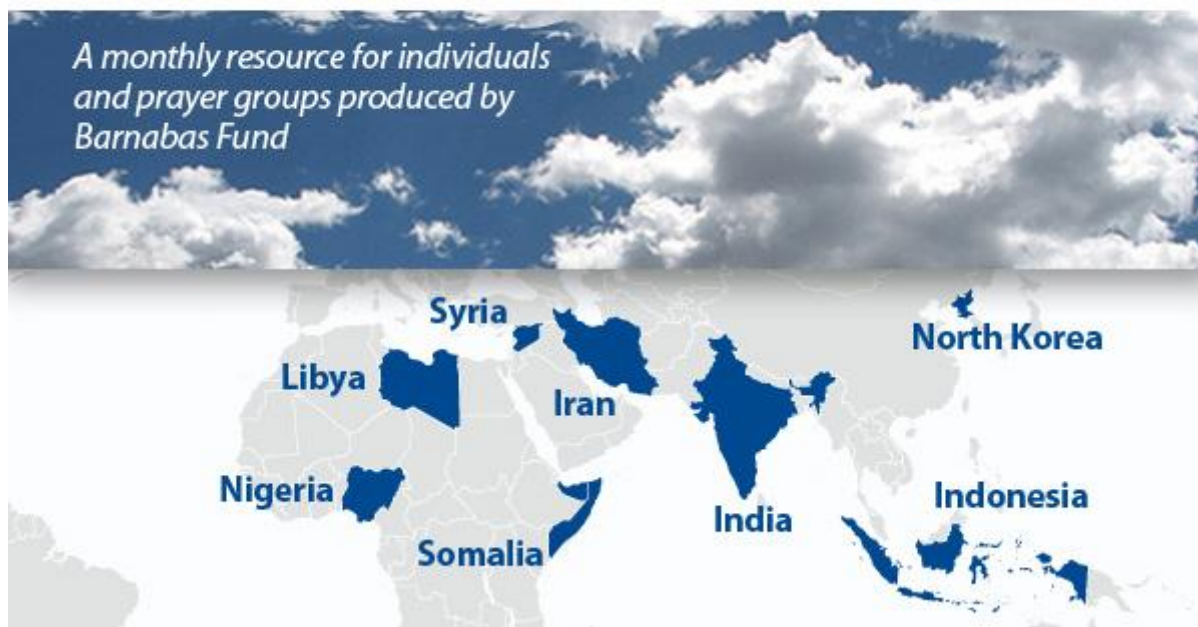 A monthly resource for individuals
and prayer groups produced by
Barnabas Fund
Syria
North Korea
Libya
Iran
Nigeria
Indonesia
India
Somalia